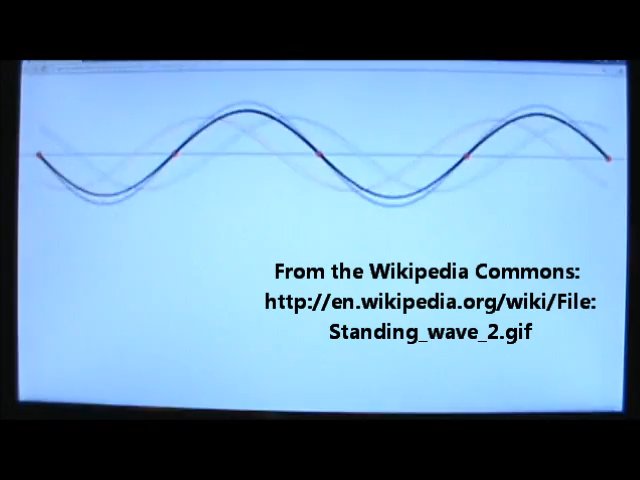 From the Wikipedia Commons:
http://en.wikipedia.org/wiki/File:
Standing_wave_2.gif